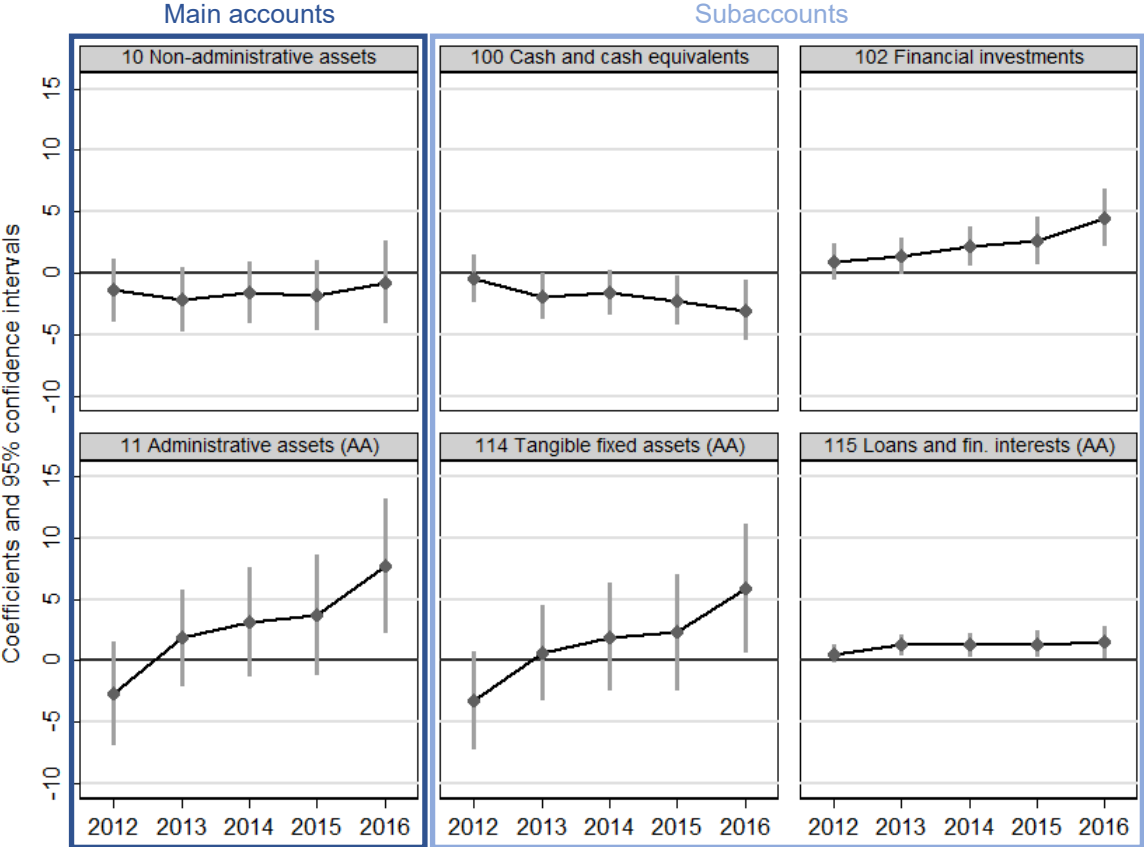 Main accounts
Subaccounts
10 Non-administrative assets
100 Cash and cash equivalents
102 Financial investments
15
10
5
0
-5
-10
Coefficients and 95% confidence intervals
11 Administrative assets (AA)
114 Tangible fixed assets (AA)
115 Loans and fin. interests (AA)
15
10
5
0
-5
-10
2012 2013 2014 2015 2016
2012 2013 2014 2015 2016
2012 2013 2014 2015 2016